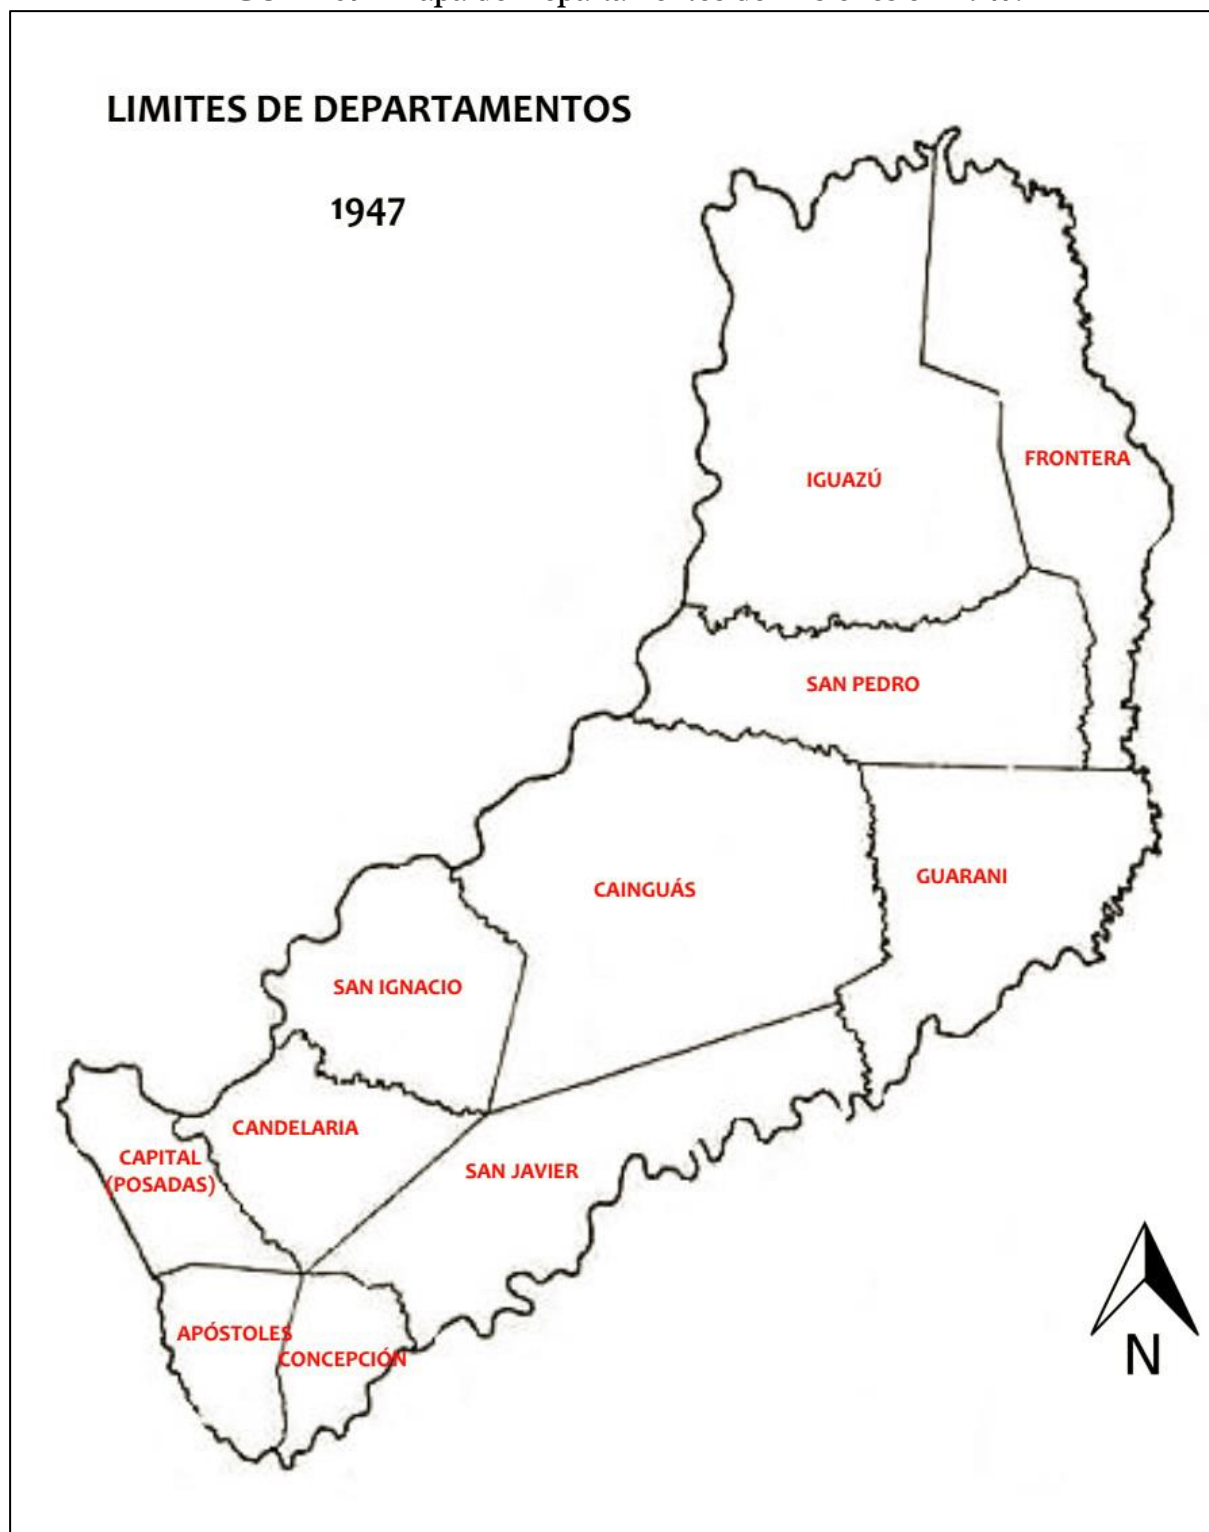 LIMITES DE DEPARTAMENTOS
1947
FRONTERA
IGUAZÚ
SAN PEDRO
GUARANI
CAINGUÁS
SAN IGNACIO
CANDELARIA
CAPITAL
(POSADAS)
SAN JAVIER
APÓSTOLES
CONCEPCIÓN
N